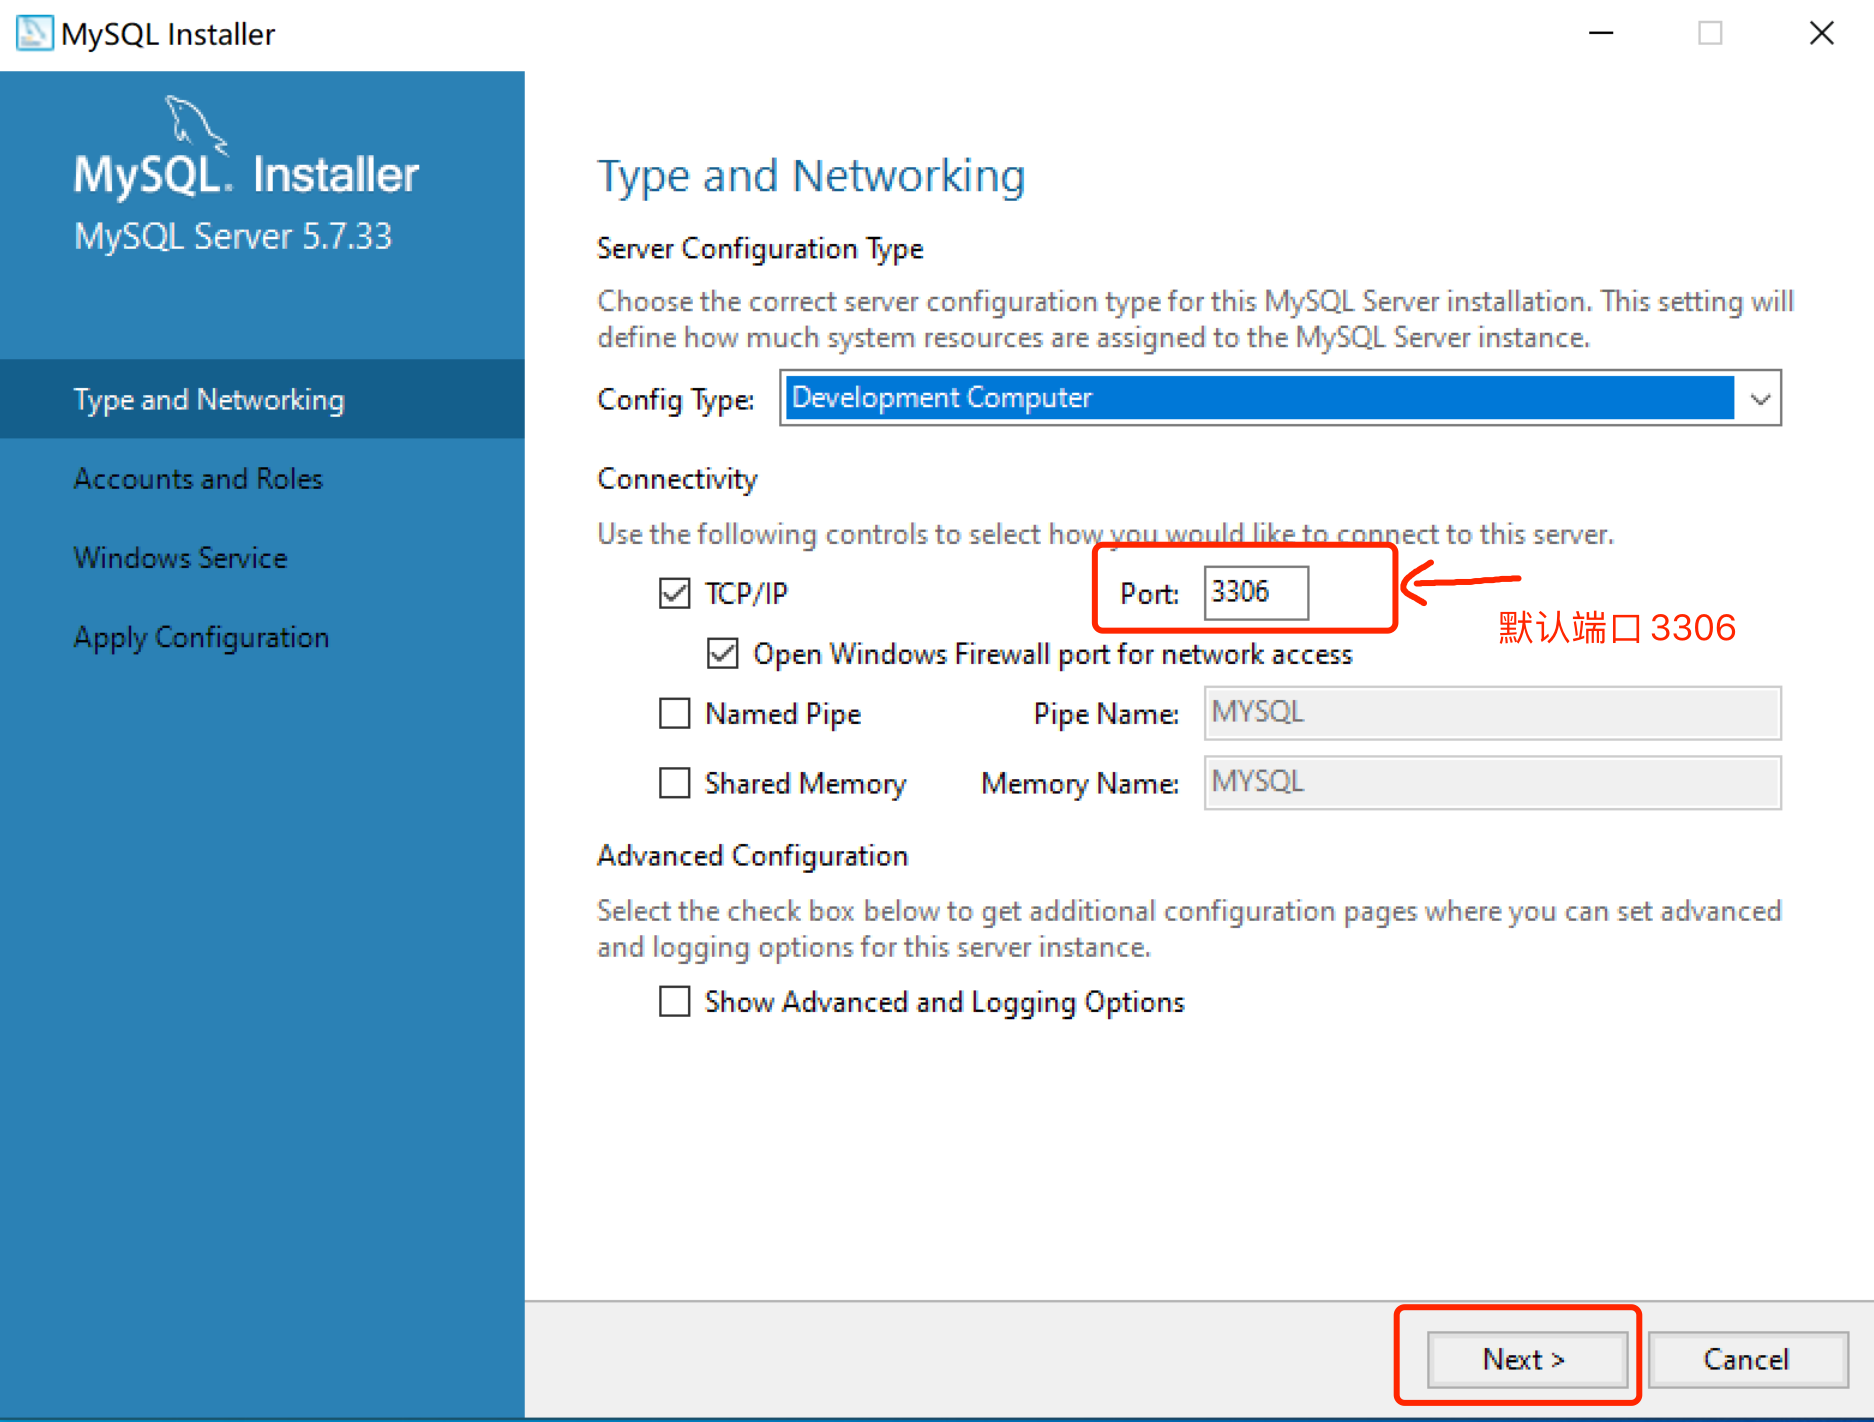 MySQL Installer
MySQL. Installer
MySQL Server 5.7.33
Type and Networking
Accounts and Roles
Windows Service
Apply Configuration
Type and Networking
Server Configuration Type
Choose the correct server configuration type for this MySQL Server installation. This setting will
define how much system resources are assigned to the MySQL Server instance.
Config Type: Development Computer
Connectivity
Use the following controls to select how you would like to connect to this server.
TCP/IP Port: 3306
默认端口 3306
Open Windows Firewall port for network access
Named Pipe Pipe Name: MYSQL
Shared Memory Memory Name: MYSQL
Advanced Configuration
Select the check box below to get additional configuration pages where you can set advanced
and logging options for this server instance.
Show Advanced and Logging Options
Next > Cancel